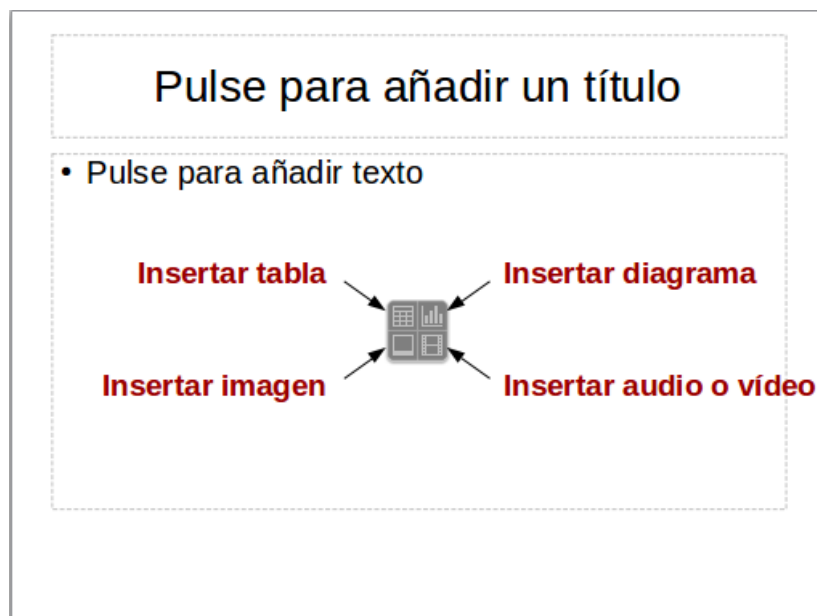 Pulse para añadir un título
• Pulse para añadir texto
Insertar tabla
Insertar diagrama
Insertar imagen
Insertar audio o vídeo